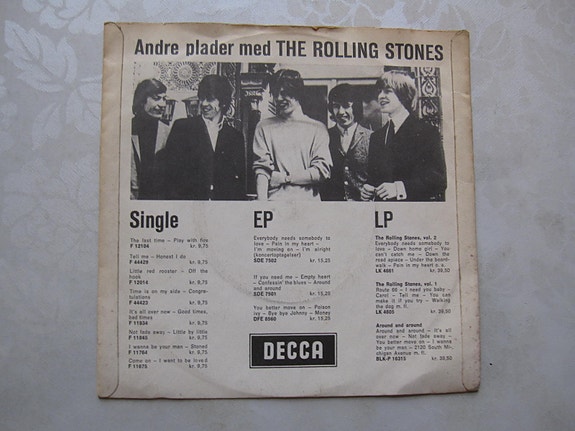 Andre plader med THE ROLLING STONES
Single
The last time – Play with fire
F 12104 kr. 9,75
Tell me – Honest I do
F 44429 kr. 9,75
Little red rooster – Off the
hook
F 12014 kr. 9,75
Time is on my side – Congra-
tulations
F 44425 kr. 9,75
It's all over now – Good times,
bad times
F 11934 kr. 9,75
Not fade away – Little by little
F 11845 kr. 9,75
I wanna be your man – Stoned
F 11764 kr. 9,75
Come on – I want to be loved
F 11675 kr. 9,75
EP
Everybody needs somebody to
love – Pain in my heart –
I'm moving on – I'm alright
(koncertoptagelser)
SDE 7502 kr. 15,25
If you need me – Empty heart
– Confessin' the blues – Around
and around
SDE 7501 kr. 15,25
You better move on – Poison
ivy – Bye bye Johnny – Money
DFE 8560 kr. 15,25
DECCA
LP
The Rolling Stones, vol. 2
Everybody needs somebody to
love – Down home girl – You
can't catch me – Down the
road apiece – Under the board-
walk – Pain in my heart o. a.
LK 4661 kr. 39,50
The Rolling Stones, vol. 1
Route 66 – I need you baby –
Carol – Tell me – You can
make it if you try – Walking
the dog m. fl.
LK 4605 kr. 39,50
Around and around
Around and around – It's all
over now – Not fade away –
You better move on – I wanna
be your man – 2120 South Mi-
chigan Avenue m. fl.
BLK-P 16315 kr. 39,50